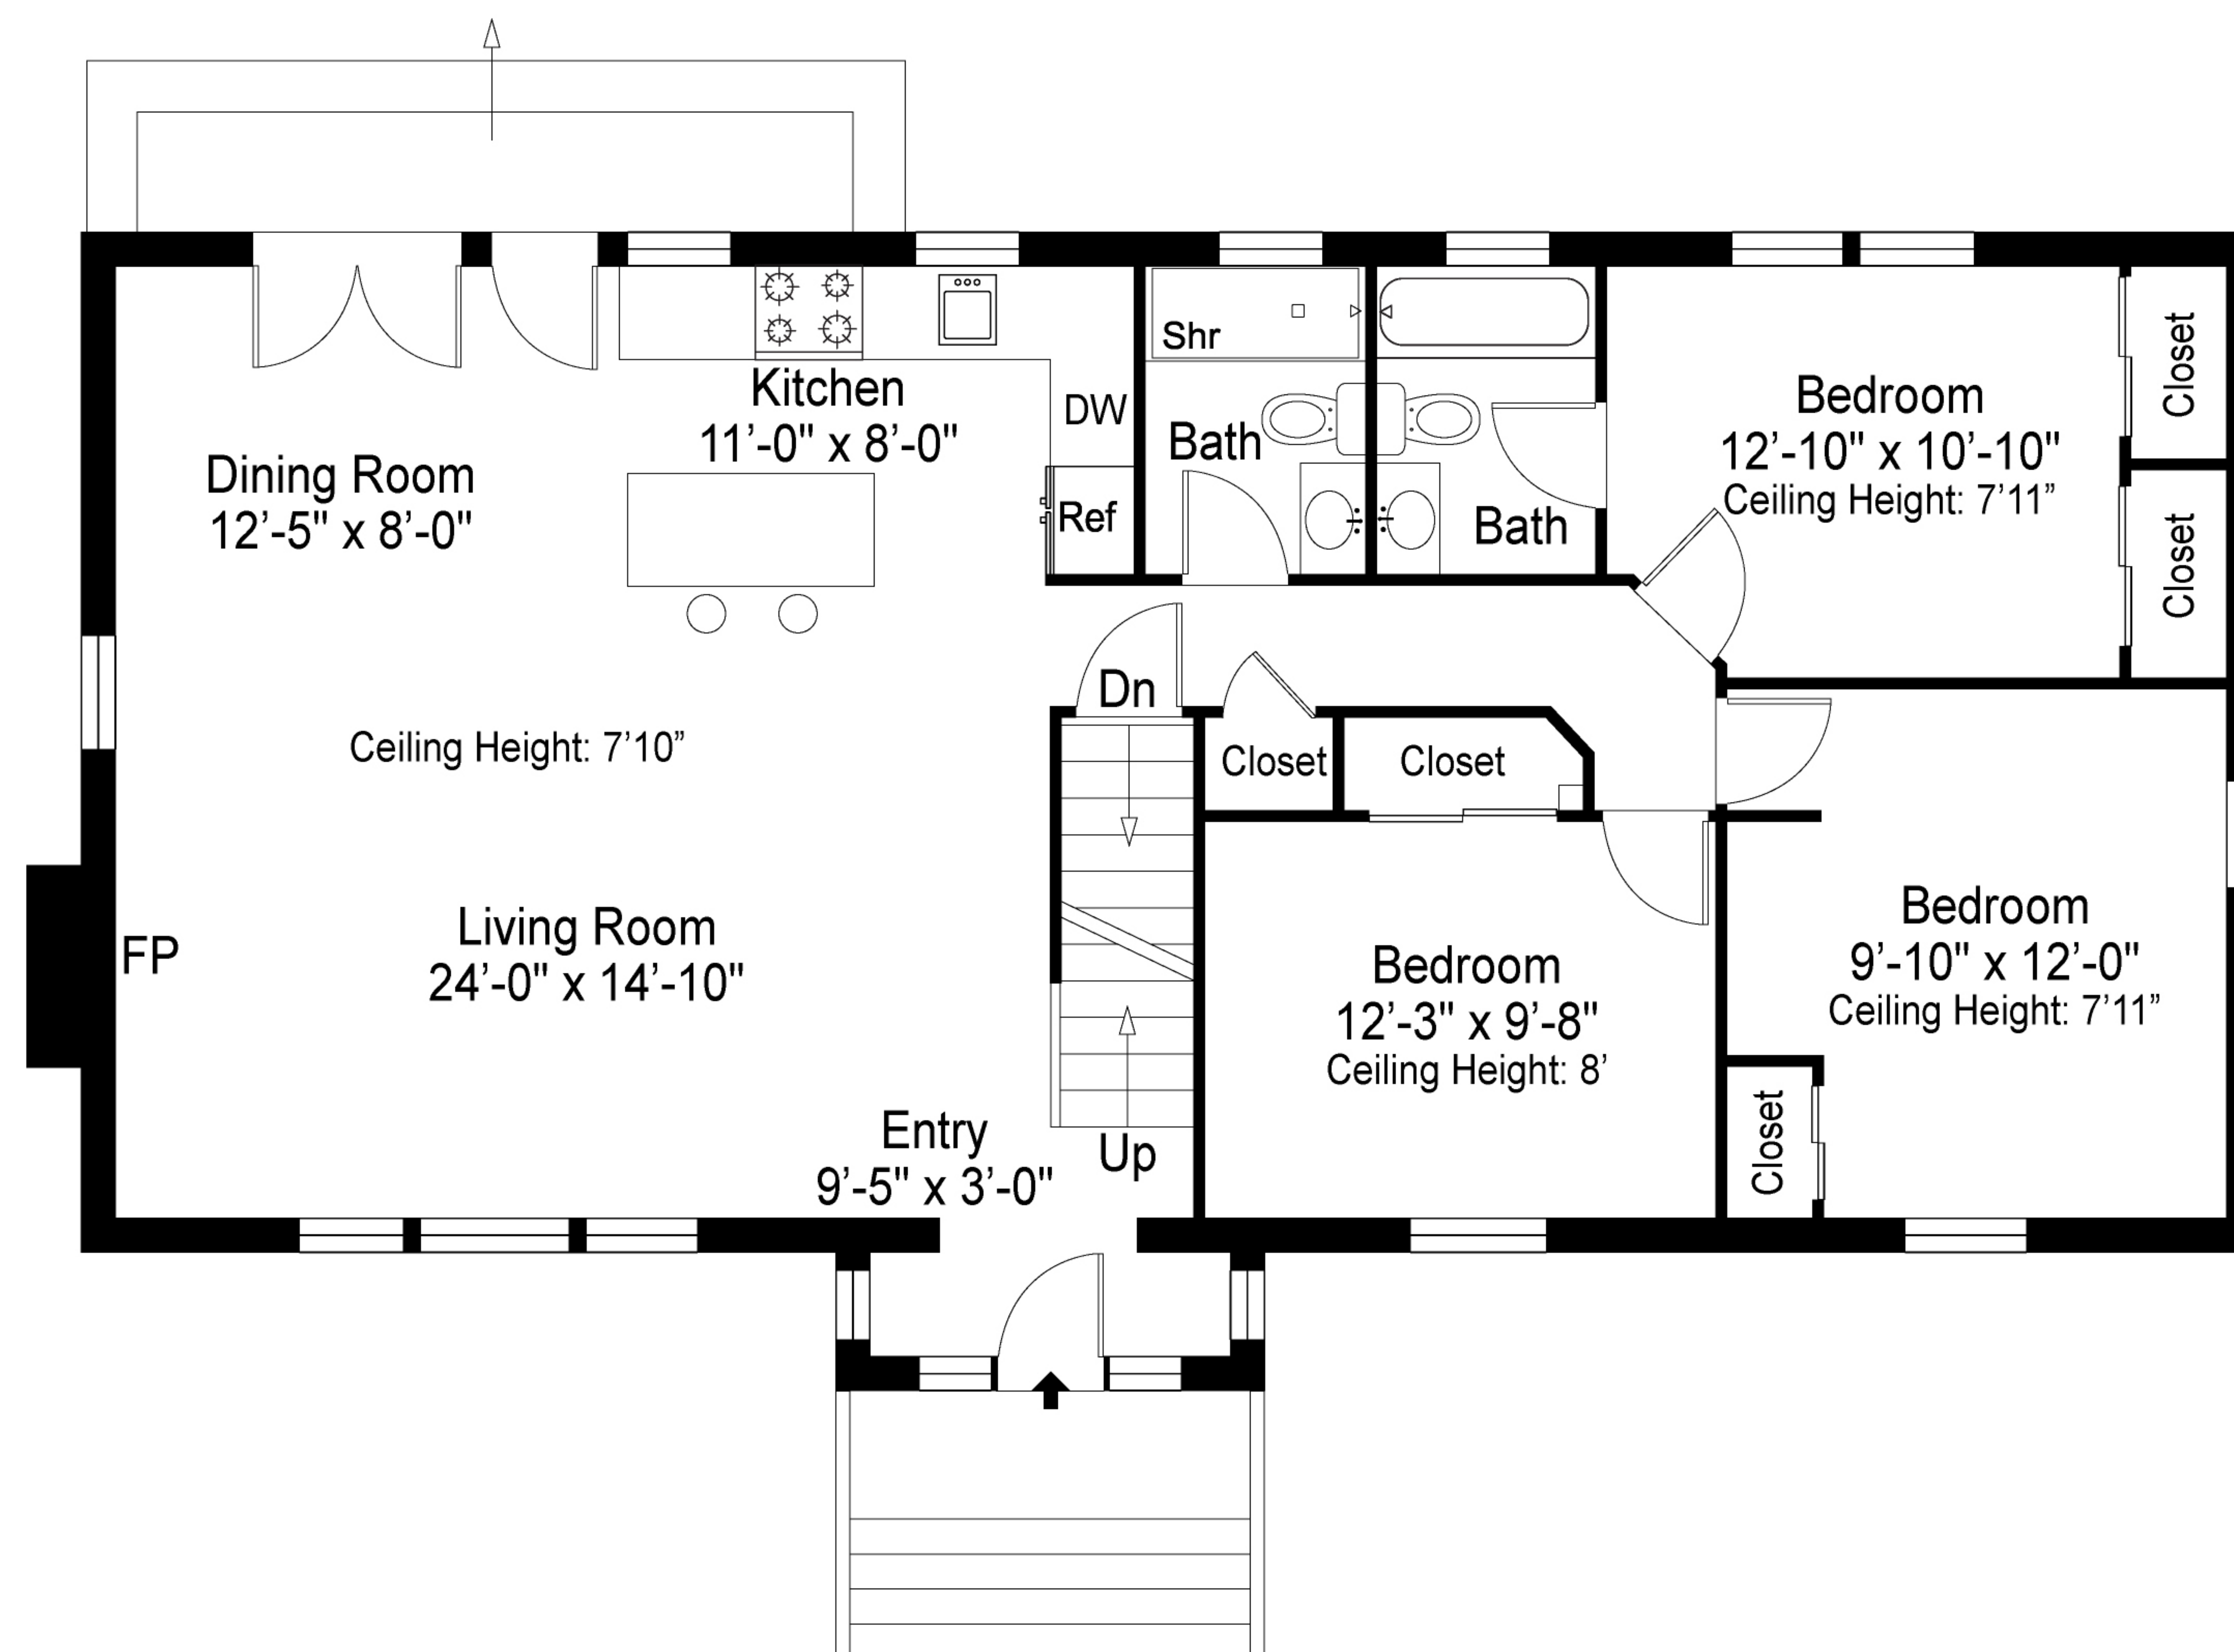 Kitchen
11’-0" x 8’-0"
DW
Ref
Shr
Bath
Bath
Bedroom
12’-10" x 10’-10"
Ceiling Height: 7’11”
Closet
Closet
Dining Room
12’-5" x 8’-0"
Ceiling Height: 7’10”
Dn
Closet
Closet
FP
Living Room
24’-0" x 14’-10"
Bedroom
12’-3" x 9’-8"
Ceiling Height: 8’
Bedroom
9’-10" x 12’-0"
Ceiling Height: 7’11”
Closet
Entry
9’-5" x 3’-0"
Up